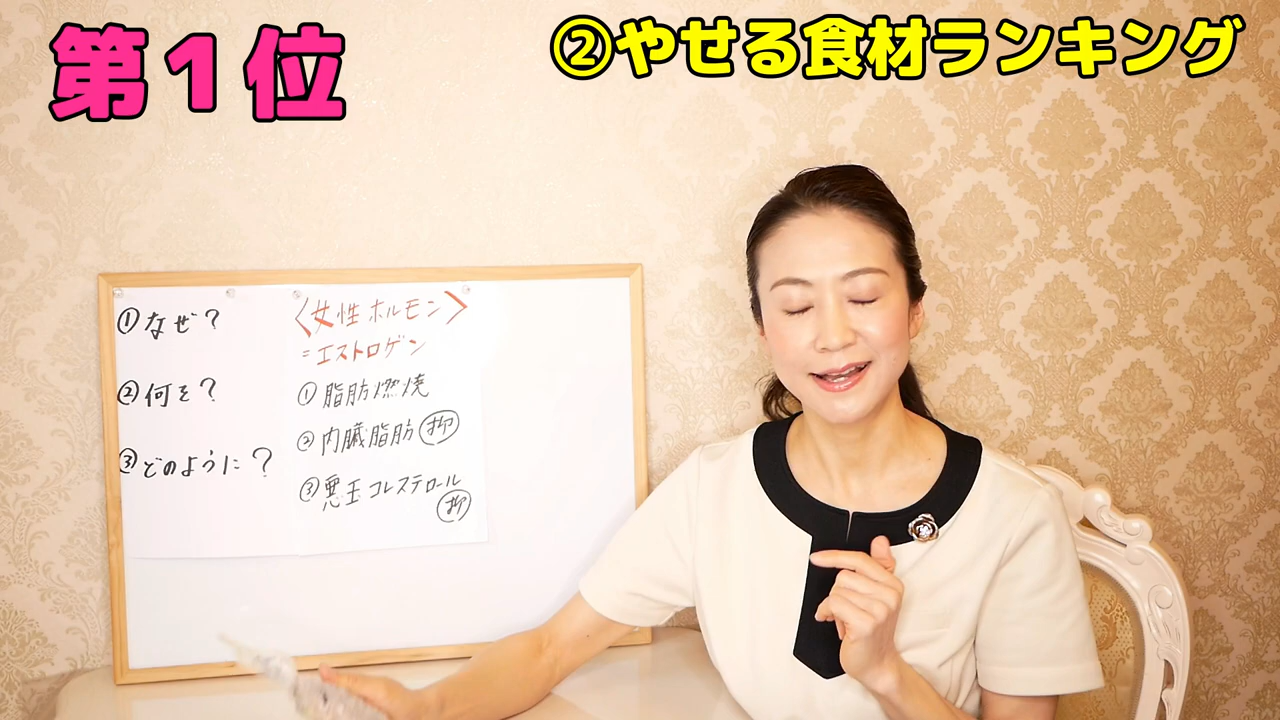 第1位
②やせる食材ランキング
①なぜ?
②何を?
③どのように?
〈女性ホルモン〉
=エストロゲン
①脂肪燃焼
②内臓脂肪抑
③悪玉コレステロール
抑